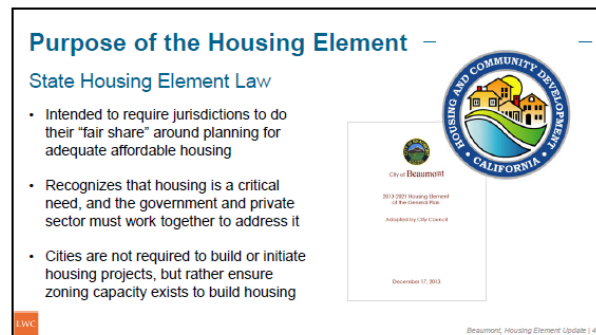 Purpose of the Housing Element
State Housing Element Law
• Intended to require jurisdictions to do
their “fair share” around planning for
adequate affordable housing
• Recognizes that housing is a critical
need, and the government and private
sector must work together to address it
• Cities are not required to build or initiate
housing projects, but rather ensure
zoning capacity exists to build housing
HOUSING AND COMMUNITY DEVELOPMENT
• CALIFORNIA •
City of Beaumont
2013-2021 Housing Element
of the General Plan
Adopted by City Council
December 17, 2013
LWC
Beaumont, Housing Element Update | 4